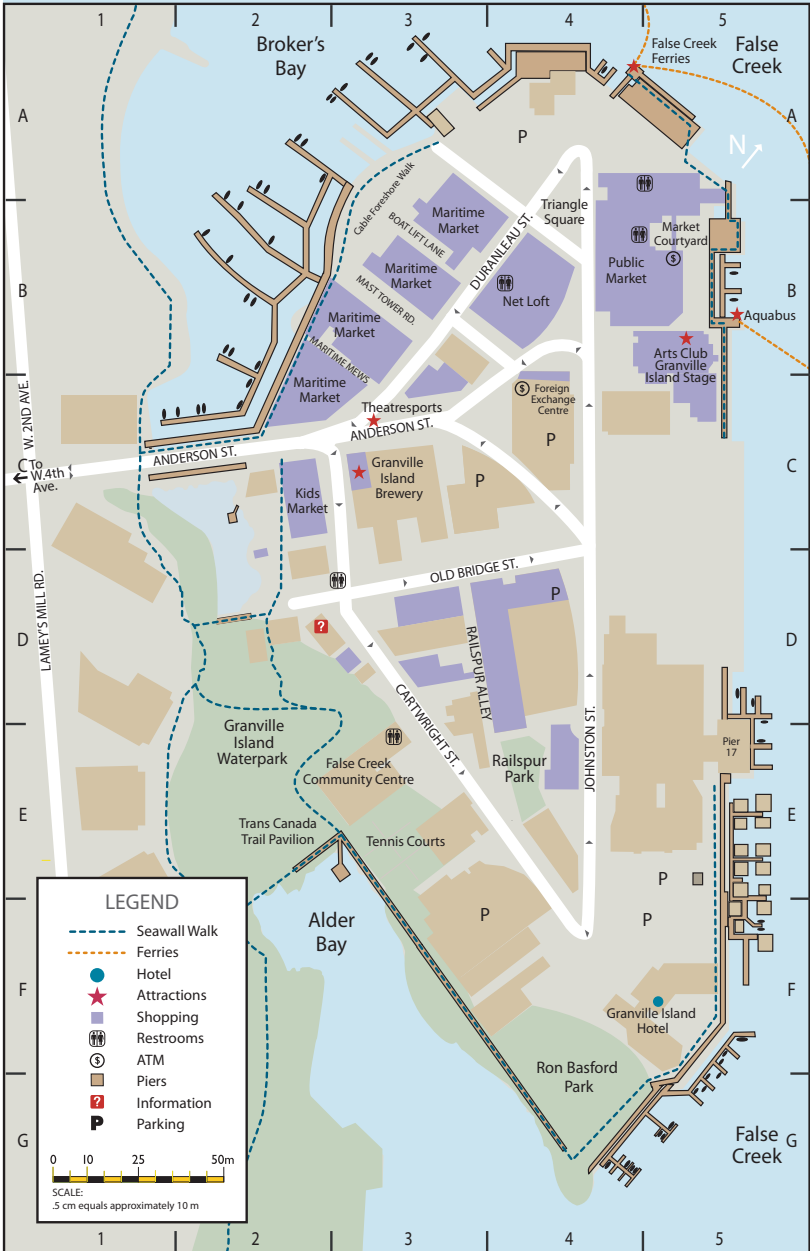 1 2 3 4 5
Broker's
Bay
False Creek
Ferries
False
Creek
A
A
N
P
Cable Foreshore Walk
Maritime
Market
BOAT LIFT LANE
DURANLEAU ST.
Triangle
Square
Market
Courtyard
$
Public
Market
B
B
Maritime
Market
MAST TOWER RD.
Net Loft
Aquabus
Maritime
Market
MARITIME MEWS
Arts Club
Granville
Island Stage
Maritime
Market
Theatresports
$
Foreign
Exchange
Centre
W. 2ND AVE.
ANDERSON ST.
ANDERSON ST.
P
C
C
To
W.4th
Ave.
Kids
Market
Granville
Island
Brewery
P
OLD BRIDGE ST.
P
LAMEY'S MILL RD.
D
D
?
RAILSPUR ALLEY
CARTWRIGHT ST.
JOHNSTON ST.
Granville
Island
Waterpark
False Creek
Community Centre
Railspur
Park
Pier
17
E
E
Trans Canada
Trail Pavilion
Tennis Courts
P
P
P
Alder
Bay
F
F
Granville Island
Hotel
Ron Basford
Park
G
G
False
Creek
LEGEND
Seawall Walk
Ferries
Hotel
Attractions
Shopping
Restrooms
$ ATM
Piers
? Information
P Parking
0 10 25 50m
SCALE:
.5 cm equals approximately 10 m
1 2 3 4 5